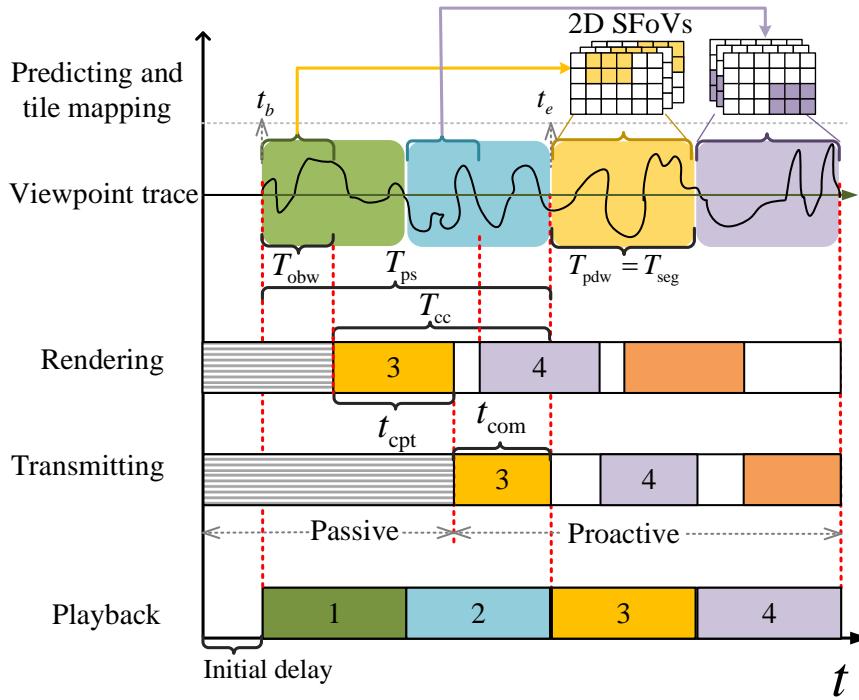 2D SFoVs
Predicting and
tile mapping
t_b
t_e
Viewpoint trace
T_obw
T_ps
T_pdw = T_seg
T_cc
Rendering
3
4
t_cpt
t_com
Transmitting
3
4
Passive
Proactive
Playback
1
2
3
4
Initial delay
t